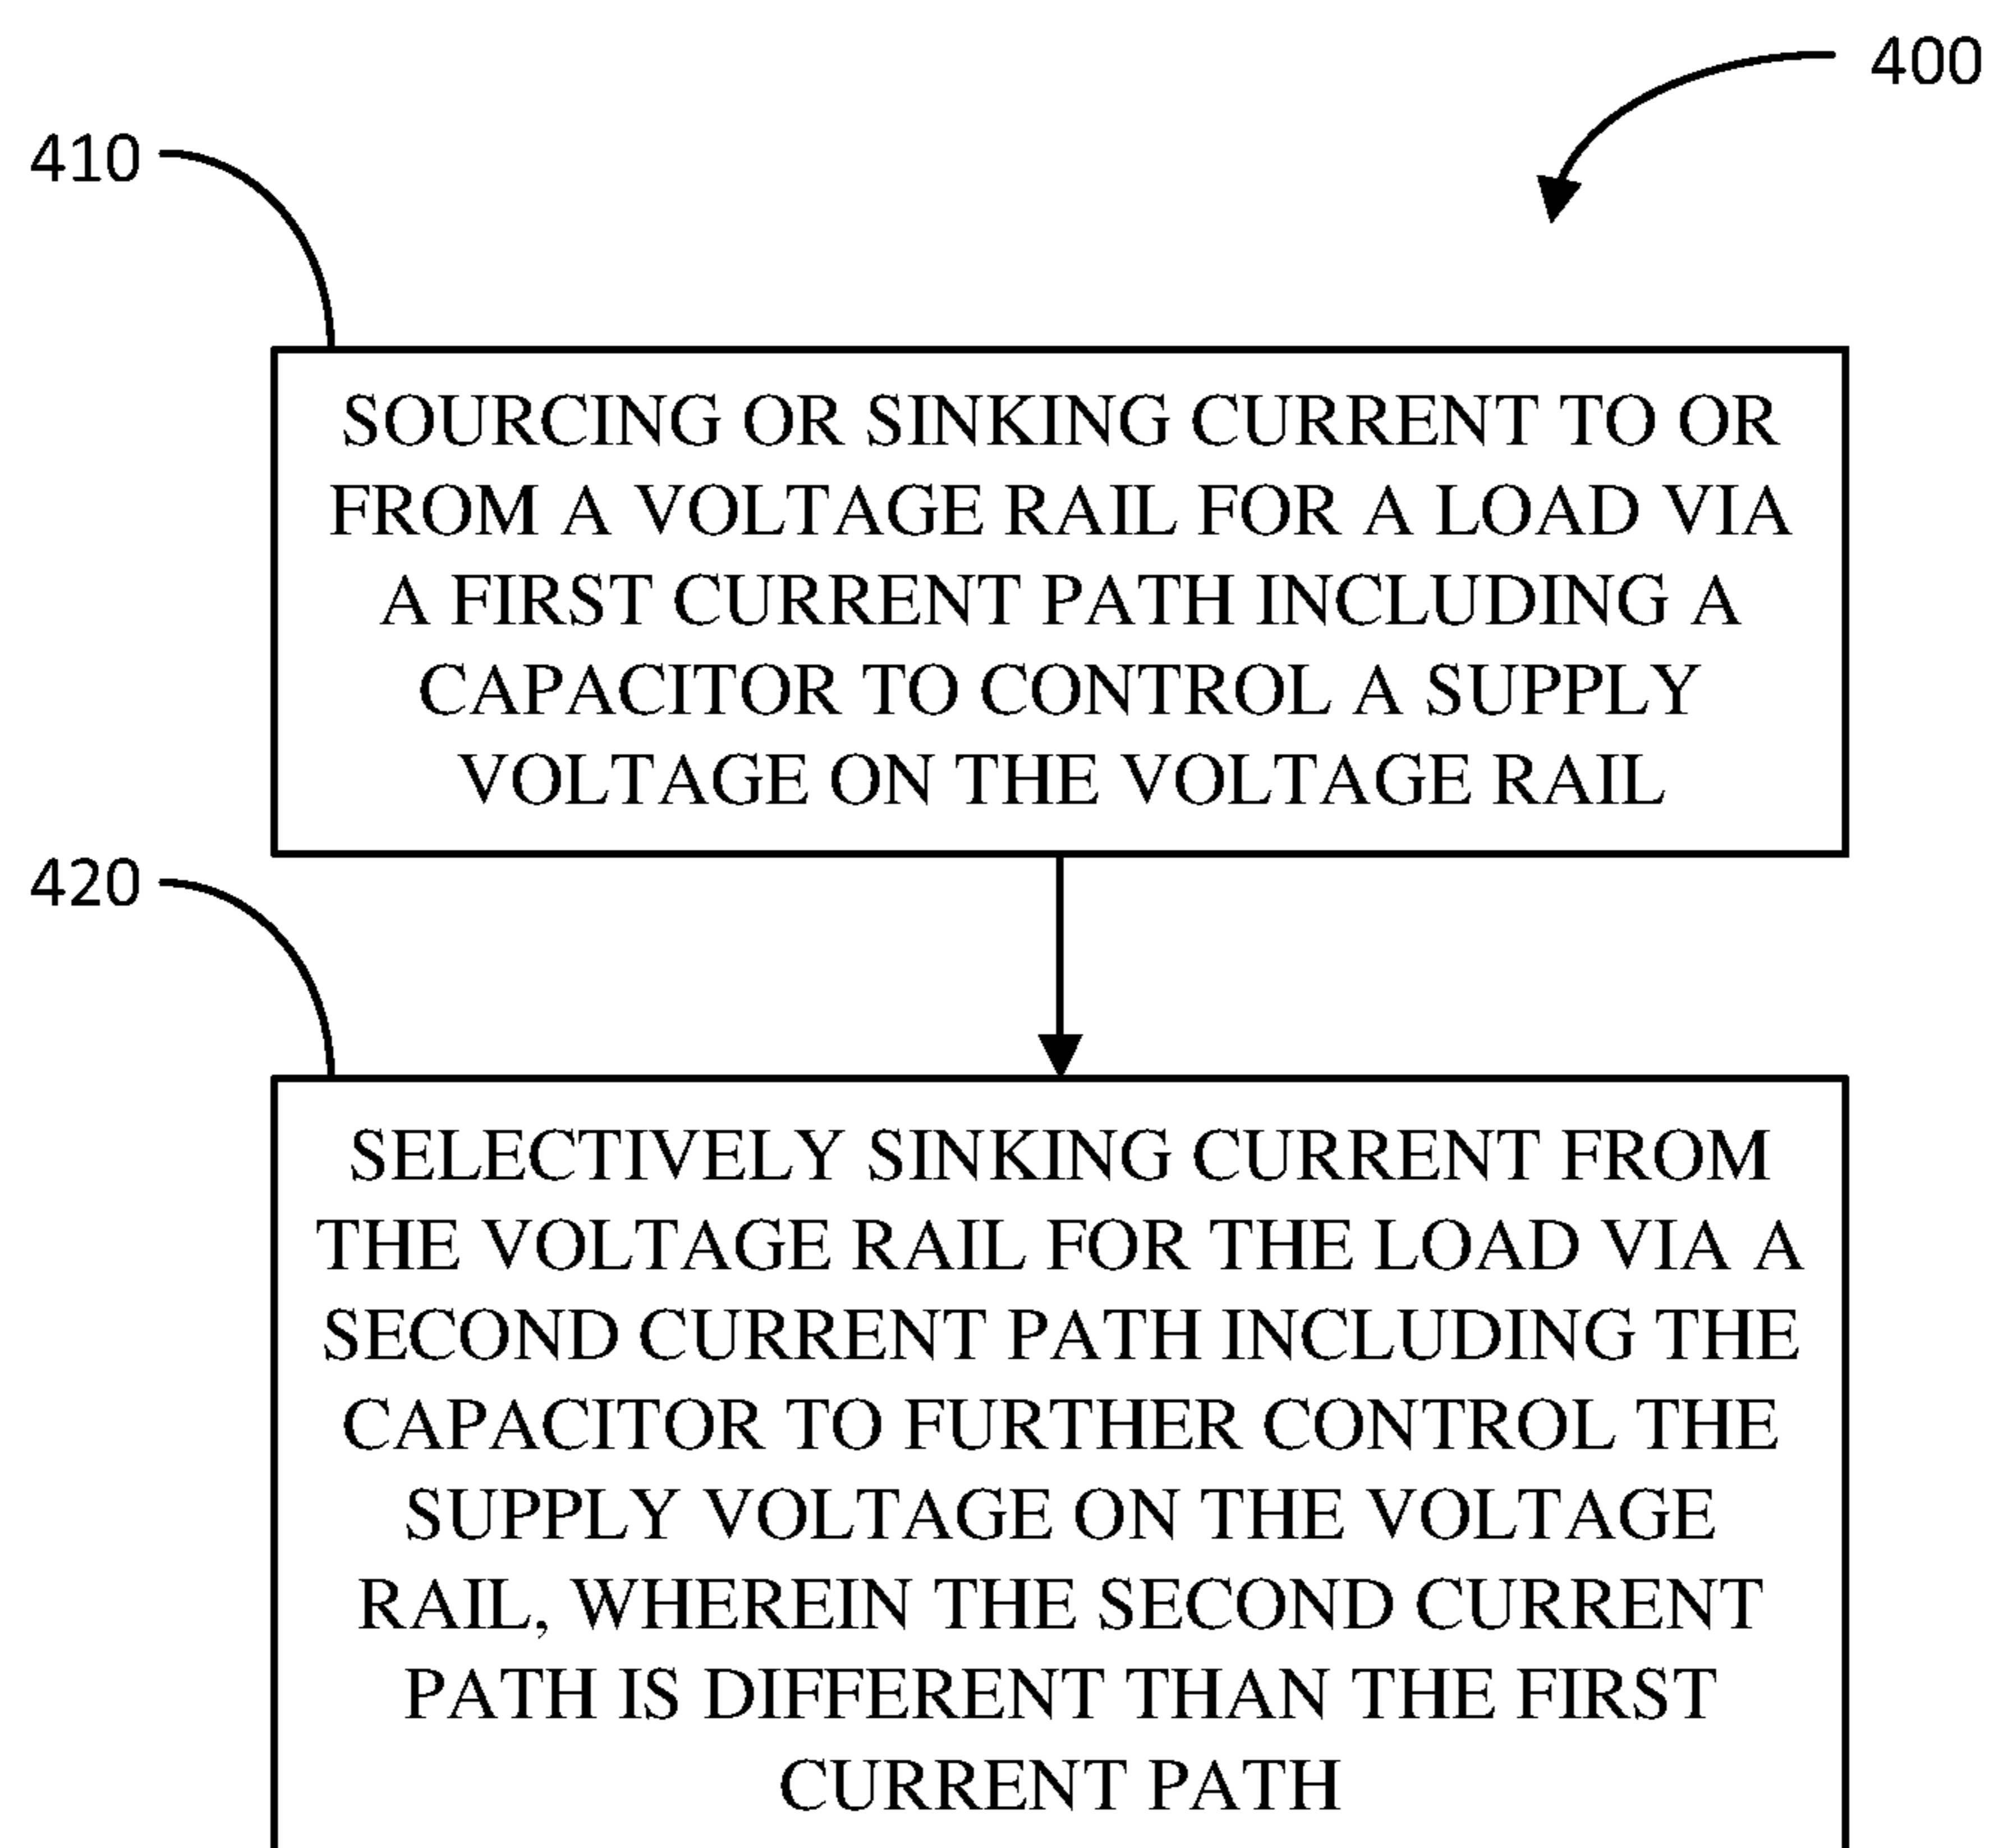 400
410
SOURCING OR SINKING CURRENT TO OR
FROM A VOLTAGE RAIL FOR A LOAD VIA
A FIRST CURRENT PATH INCLUDING A
CAPACITOR TO CONTROL A SUPPLY
VOLTAGE ON THE VOLTAGE RAIL
420
SELECTIVELY SINKING CURRENT FROM
THE VOLTAGE RAIL FOR THE LOAD VIA A
SECOND CURRENT PATH INCLUDING THE
CAPACITOR TO FURTHER CONTROL THE
SUPPLY VOLTAGE ON THE VOLTAGE
RAIL, WHEREIN THE SECOND CURRENT
PATH IS DIFFERENT THAN THE FIRST
CURRENT PATH